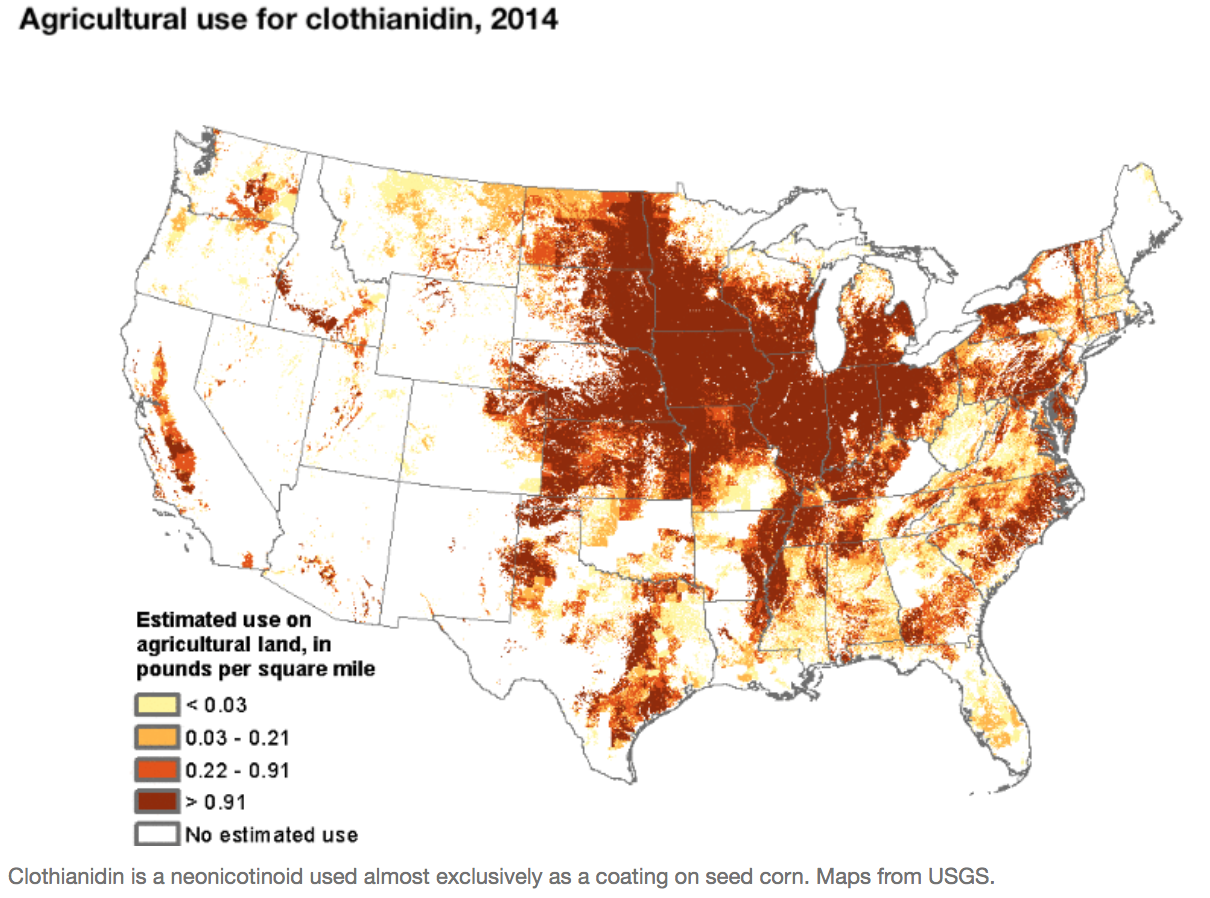 Agricultural use for clothianidin, 2014
Estimated use on
agricultural land, in
pounds per square mile
< 0.03
0.03 - 0.21
0.22 - 0.91
> 0.91
No estimated use
Clothianidin is a neonicotinoid used almost exclusively as a coating on seed corn. Maps from USGS.